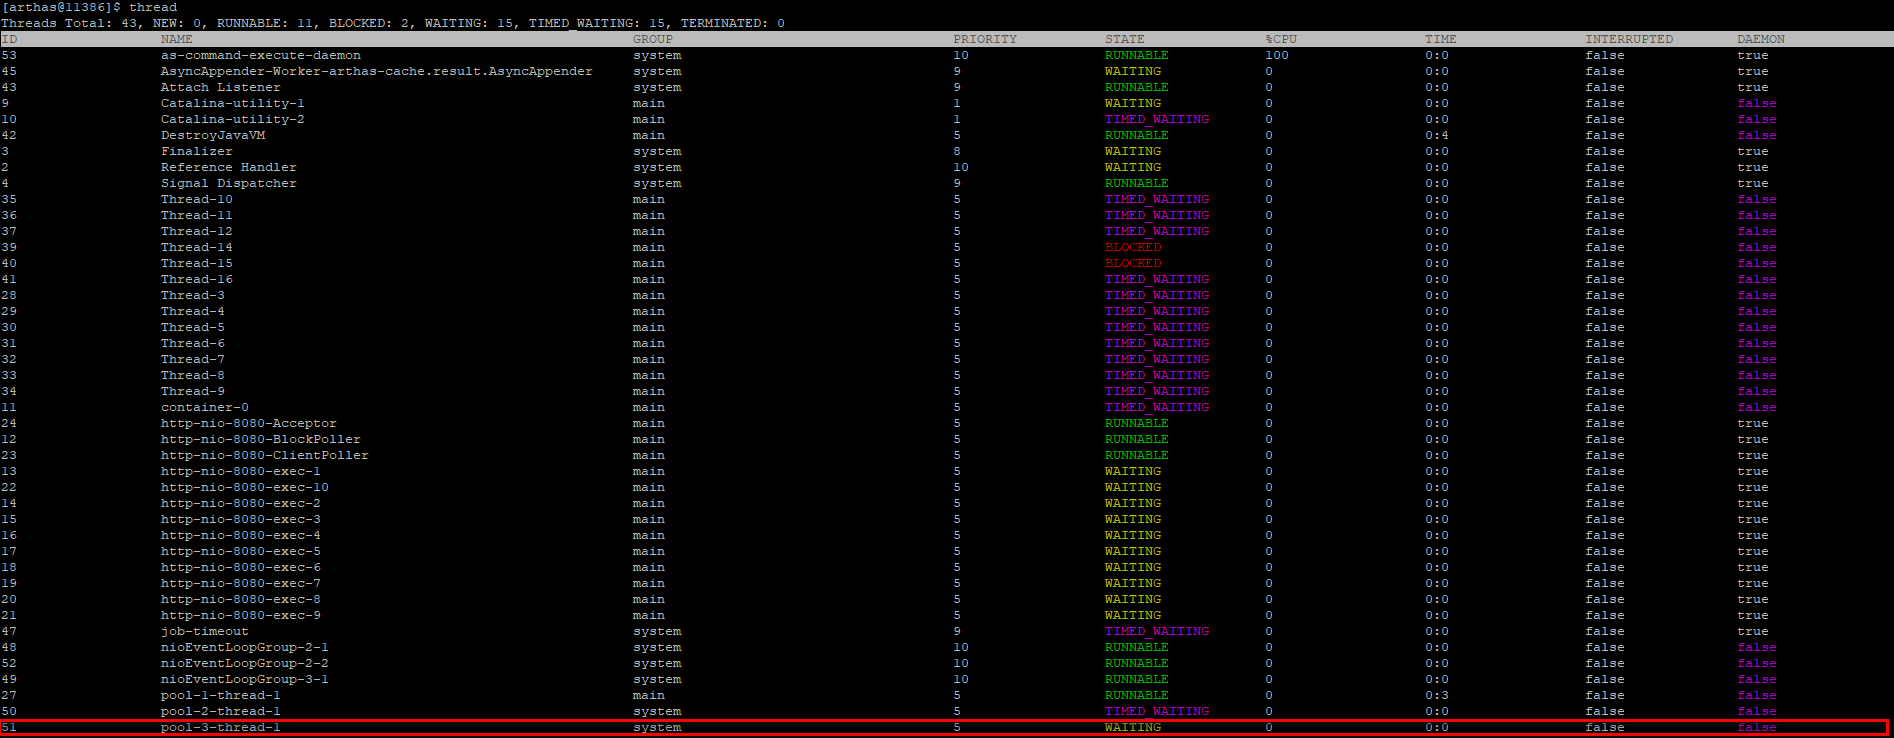 [arthas@11386]$ thread
Threads Total: 43, NEW: 0, RUNNABLE: 11, BLOCKED: 2, WAITING: 15, TIMED_WAITING: 15, TERMINATED: 0
ID NAME GROUP PRIORITY STATE %CPU TIME INTERRUPTED DAEMON
53 as-command-execute-daemon system 10 RUNNABLE 100 0:0 false true
45 AsyncAppender-Worker-arthas-cache.result.AsyncAppender system 9 WAITING 0 0:0 false true
43 Attach Listener system 9 RUNNABLE 0 0:0 false true
9 Catalina-utility-1 main 1 WAITING 0 0:0 false false
10 Catalina-utility-2 main 1 TIMED_WAITING 0 0:0 false false
42 DestroyJavaVM main 5 RUNNABLE 0 0:4 false false
3 Finalizer system 8 WAITING 0 0:0 false true
2 Reference Handler system 10 WAITING 0 0:0 false true
4 Signal Dispatcher system 9 RUNNABLE 0 0:0 false true
35 Thread-10 main 5 TIMED_WAITING 0 0:0 false false
36 Thread-11 main 5 TIMED_WAITING 0 0:0 false false
37 Thread-12 main 5 TIMED_WAITING 0 0:0 false false
39 Thread-14 main 5 BLOCKED 0 0:0 false false
40 Thread-15 main 5 BLOCKED 0 0:0 false false
41 Thread-16 main 5 TIMED_WAITING 0 0:0 false false
28 Thread-3 main 5 TIMED_WAITING 0 0:0 false false
29 Thread-4 main 5 TIMED_WAITING 0 0:0 false false
30 Thread-5 main 5 TIMED_WAITING 0 0:0 false false
31 Thread-6 main 5 TIMED_WAITING 0 0:0 false false
32 Thread-7 main 5 TIMED_WAITING 0 0:0 false false
33 Thread-8 main 5 TIMED_WAITING 0 0:0 false false
34 Thread-9 main 5 TIMED_WAITING 0 0:0 false false
11 container-0 main 5 TIMED_WAITING 0 0:0 false false
24 http-nio-8080-Acceptor main 5 RUNNABLE 0 0:0 false true
12 http-nio-8080-BlockPoller main 5 RUNNABLE 0 0:0 false true
23 http-nio-8080-ClientPoller main 5 RUNNABLE 0 0:0 false true
13 http-nio-8080-exec-1 main 5 WAITING 0 0:0 false true
22 http-nio-8080-exec-10 main 5 WAITING 0 0:0 false true
14 http-nio-8080-exec-2 main 5 WAITING 0 0:0 false true
15 http-nio-8080-exec-3 main 5 WAITING 0 0:0 false true
16 http-nio-8080-exec-4 main 5 WAITING 0 0:0 false true
17 http-nio-8080-exec-5 main 5 WAITING 0 0:0 false true
18 http-nio-8080-exec-6 main 5 WAITING 0 0:0 false true
19 http-nio-8080-exec-7 main 5 WAITING 0 0:0 false true
20 http-nio-8080-exec-8 main 5 WAITING 0 0:0 false true
21 http-nio-8080-exec-9 main 5 WAITING 0 0:0 false true
47 job-timeout system 9 TIMED_WAITING 0 0:0 false true
48 nioEventLoopGroup-2-1 system 10 RUNNABLE 0 0:0 false false
52 nioEventLoopGroup-2-2 system 10 RUNNABLE 0 0:0 false false
49 nioEventLoopGroup-3-1 system 10 RUNNABLE 0 0:0 false false
27 pool-1-thread-1 main 5 RUNNABLE 0 0:3 false false
50 pool-2-thread-1 system 5 TIMED_WAITING 0 0:0 false false
51 pool-3-thread-1 system 5 WAITING 0 0:0 false false